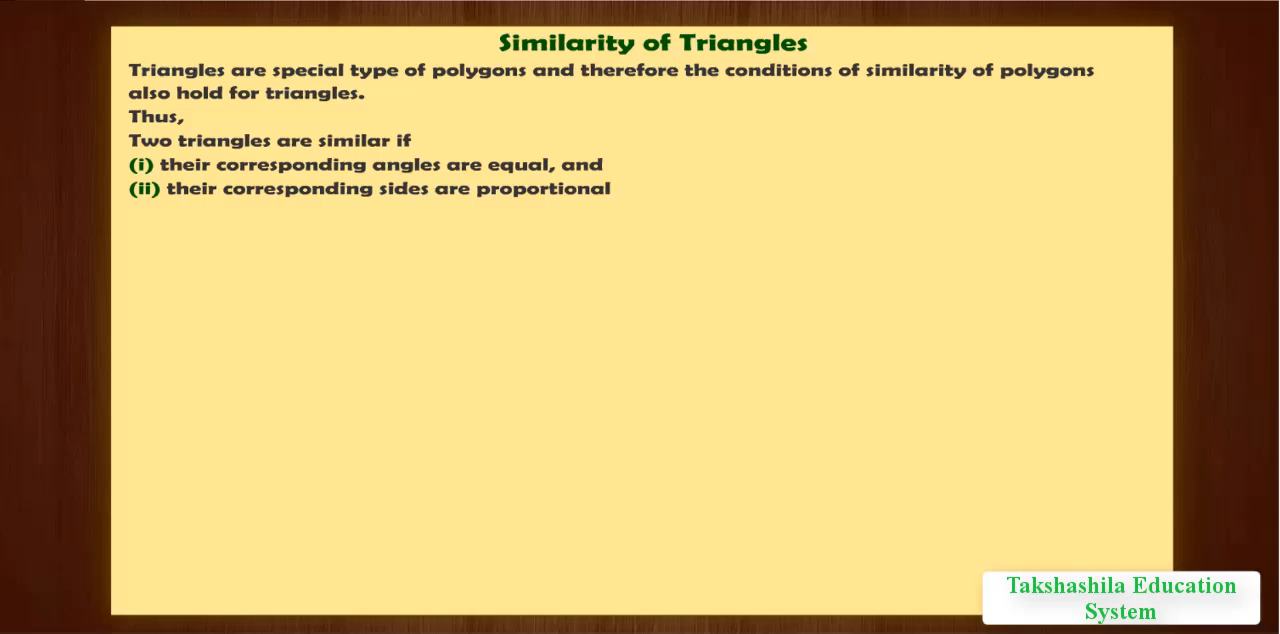 Similarity of Triangles
Triangles are special type of polygons and therefore the conditions of similarity of polygons
also hold for triangles.
Thus,
Two triangles are similar if
(i) their corresponding angles are equal, and
(ii) their corresponding sides are proportional
Takshashila Education
System